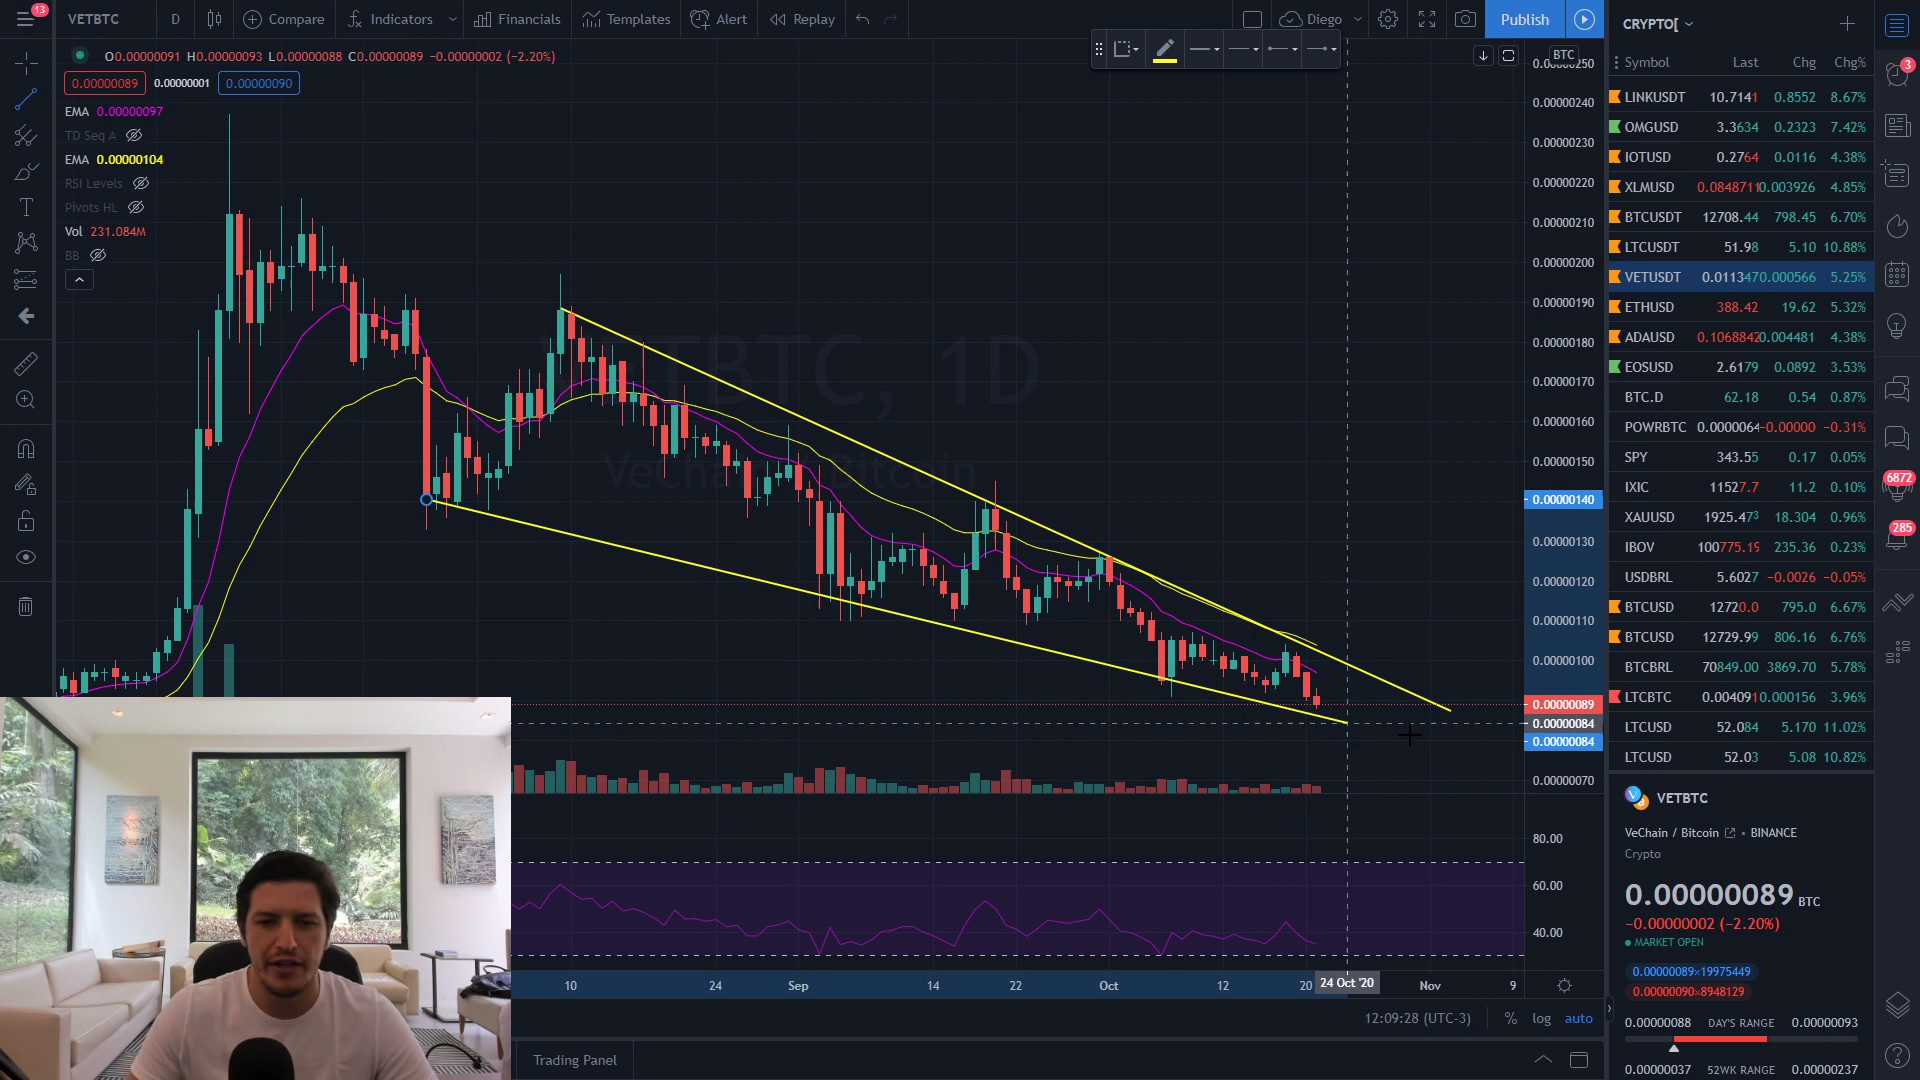 13
VETBTC D Compare Indicators Financials Templates Alert Replay Diego Publish
O0.00000091 H0.00000093 L0.00000088 C0.00000089 −0.00000002 (−2.20%)
0.00000089 0.00000001 0.00000090
EMA 0.00000097
TD Seq A
EMA 0.00000104
RSI Levels
Pivots HL
Vol 231.084M
BB
VETBTC, 1D
VeChain / Bitcoin
BTC
0.00000250
0.00000240
0.00000230
0.00000220
0.00000210
0.00000200
0.00000190
0.00000180
0.00000170
0.00000160
0.00000150
0.00000140
0.00000130
0.00000120
0.00000110
0.00000100
0.00000089
0.00000084
0.00000084
0.00000070
80.00
60.00
40.00
10 24 Sep 14 22 Oct 12 20 24 Oct '20 Nov 9
12:09:28 (UTC-3) % log auto
Trading Panel
CRYPTO[
Symbol Last Chg Chg%
LINKUSDT 10.7141 0.8552 8.67%
OMGUSD 3.3634 0.2323 7.42%
IOTUSD 0.2764 0.0116 4.38%
XLMUSD 0.0848711 0.003926 4.85%
BTCUSDT 12708.44 798.45 6.70%
LTCUSDT 51.98 5.10 10.88%
VETUSDT 0.011347 0.000566 5.25%
ETHUSD 388.42 19.62 5.32%
ADAUSD 0.1068842 0.004481 4.38%
EOSUSD 2.6179 0.0892 3.53%
BTC.D 62.18 0.54 0.87%
POWRBTC 0.0000064 −0.00000 −0.31%
SPY 343.55 0.17 0.05%
IXIC 11527.7 11.2 0.10%
XAUUSD 1925.473 18.304 0.96%
IBOV 100775.19 235.36 0.23%
USDBRL 5.6027 −0.0026 −0.05%
BTCUSD 12720.0 795.0 6.67%
BTCUSD 12729.99 806.16 6.76%
BTCBRL 70849.00 3869.70 5.78%
LTCBTC 0.004091 0.000156 3.96%
LTCUSD 52.084 5.170 11.02%
LTCUSD 52.03 5.08 10.82%
VETBTC
VeChain / Bitcoin • BINANCE
Crypto
0.00000089 BTC
−0.00000002 (−2.20%)
MARKET OPEN
0.00000089×19975449
0.00000090×8948129
0.00000088 DAY'S RANGE 0.00000093
0.00000037 52WK RANGE 0.00000237
3
6872
285